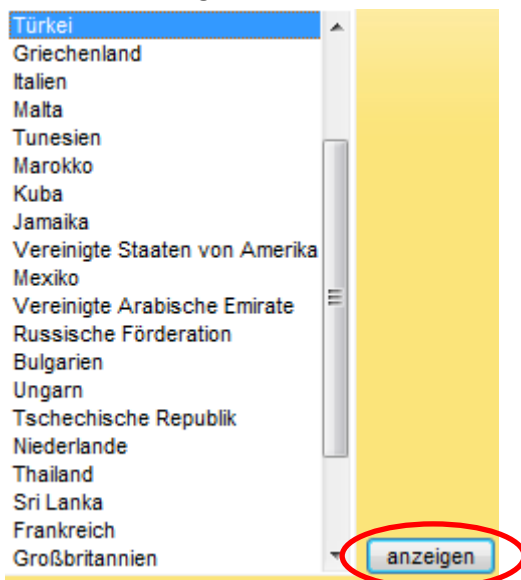 Türkei
Griechenland
Italien
Malta
Tunesien
Marokko
Kuba
Jamaika
Vereinigte Staaten von Amerika
Mexiko
Vereinigte Arabische Emirate
Russische Förderation
Bulgarien
Ungarn
Tschechische Republik
Niederlande
Thailand
Sri Lanka
Frankreich
Großbritannien
anzeigen